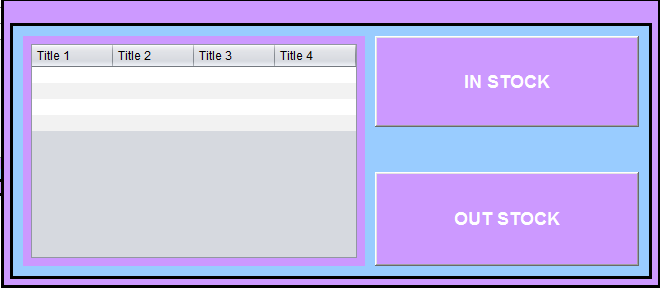 Title 1 Title 2 Title 3 Title 4
IN STOCK
OUT STOCK